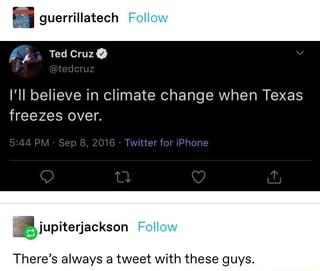 guerrillatech Follow
Ted Cruz
@tedcruz
I'll believe in climate change when Texas
freezes over.
5:44 PM · Sep 8, 2016 · Twitter for iPhone
jupiterjackson Follow
There's always a tweet with these guys.